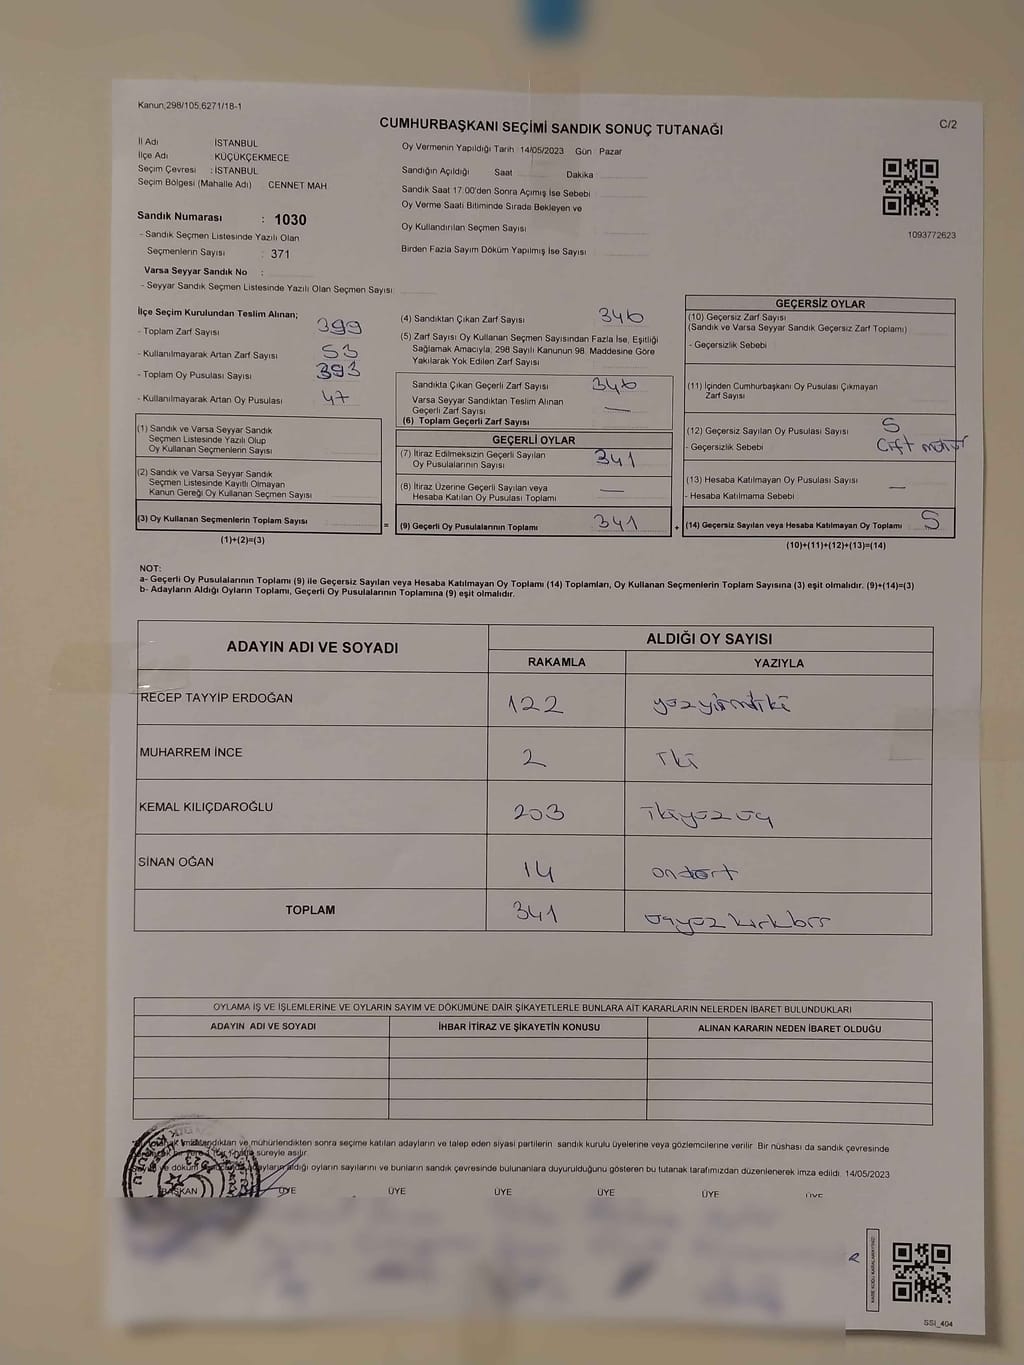 Kanun,298/105.6271/18-1
CUMHURBAŞKANI SEÇİMİ SANDIK SONUÇ TUTANAĞI
C/2
İl Adı İSTANBUL
İlçe Adı : KÜÇÜKÇEKMECE
Seçim Çevresi : İSTANBUL
Seçim Bölgesi (Mahalle Adı) CENNET MAH
Sandık Numarası : 1030
- Sandık Seçmen Listesinde Yazılı Olan
Seçmenlerin Sayısı : 371
Varsa Seyyar Sandık No :
- Seyyar Sandık Seçmen Listesinde Yazılı Olan Seçmen Sayısı
Oy Vermenin Yapıldığı Tarih 14/05/2023 Gün Pazar
Sandığın Açıldığı Saat Dakika
Sandık Saat 17.00'den Sonra Açımış İse Sebebi
Oy Verme Saati Bitiminde Sırada Bekleyen ve
Oy Kullandırılan Seçmen Sayısı
Birden Fazla Sayım Döküm Yapılmış İse Sayısı
1093772623
İlçe Seçim Kurulundan Teslim Alınan;
- Toplam Zarf Sayısı 399
- Kullanılmayarak Artan Zarf Sayısı 53
- Toplam Oy Pusulası Sayısı 393
- Kullanılmayarak Artan Oy Pusulası 47
(1) Sandık ve Varsa Seyyar Sandık
Seçmen Listesinde Yazılı Olup
Oy Kullanan Seçmenlerin Sayısı
(2) Sandık ve Varsa Seyyar Sandık
Seçmen Listesinde Kayıtlı Olmayan
Kanun Gereği Oy Kullanan Seçmen Sayısı
(3) Oy Kullanan Seçmenlerin Toplam Sayısı =
(1)+(2)=(3)
(4) Sandıktan Çıkan Zarf Sayısı 346
(5) Zarf Sayısı Oy Kullanan Seçmen Sayısından Fazla İse, Eşitliği
Sağlamak Amacıyla, 298 Sayılı Kanunun 98. Maddesine Göre
Yakılarak Yok Edilen Zarf Sayısı
Sandıkta Çıkan Geçerli Zarf Sayısı 346
Varsa Seyyar Sandıktan Teslim Alınan
Geçerli Zarf Sayısı —
(6) Toplam Geçerli Zarf Sayısı
GEÇERLİ OYLAR
(7) İtiraz Edilmeksizin Geçerli Sayılan
Oy Pusulalarının Sayısı 341
(8) İtiraz Üzerine Geçerli Sayılan veya
Hesaba Katılan Oy Pusulası Toplamı —
(9) Geçerli Oy Pusulalarının Toplamı 341 +
GEÇERSİZ OYLAR
(10) Geçersiz Zarf Sayısı
(Sandık ve Varsa Seyyar Sandık Geçersiz Zarf Toplamı)
- Geçersizlik Sebebi
(11) İçinden Cumhurbaşkanı Oy Pusulası Çıkmayan
Zarf Sayısı
(12) Geçersiz Sayılan Oy Pusulası Sayısı 5
- Geçersizlik Sebebi Çift mühür
(13) Hesaba Katılmayan Oy Pusulası Sayısı —
- Hesaba Katılmama Sebebi
(14) Geçersiz Sayılan veya Hesaba Katılmayan Oy Toplamı 5
(10)+(11)+(12)+(13)=(14)
NOT:
a- Geçerli Oy Pusulalarının Toplamı (9) ile Geçersiz Sayılan veya Hesaba Katılmayan Oy Toplamı (14) Toplamları, Oy Kullanan Seçmenlerin Toplam Sayısına (3) eşit olmalıdır. (9)+(14)=(3)
b- Adayların Aldığı Oyların Toplamı, Geçerli Oy Pusulalarının Toplamına (9) eşit olmalıdır.
ADAYIN ADI VE SOYADI ALDIĞI OY SAYISI
RAKAMLA YAZIYLA
RECEP TAYYİP ERDOĞAN 122 yüzyirmiiki
MUHARREM İNCE 2 iki
KEMAL KILIÇDAROĞLU 203 ikiyüzüç
SİNAN OĞAN 14 ondört
TOPLAM 341 üçyüzkırkbir
OYLAMA İŞ VE İŞLEMLERİNE VE OYLARIN SAYIM VE DÖKÜMÜNE DAİR ŞİKAYETLERLE BUNLARA AİT KARARLARIN NELERDEN İBARET BULUNDUKLARI
ADAYIN ADI VE SOYADI İHBAR İTİRAZ VE ŞİKAYETİN KONUSU ALINAN KARARIN NEDEN İBARET OLDUĞU
imzalandıktan ve mühürlendikten sonra seçime katılan adayların ve talep eden siyasi partilerin sandık kurulu üyelerine veya gözlemcilerine verilir Bir nüshası da sandık çevresinde
süreyle asılır.
adayların aldığı oyların sayılarını ve bunların sandık çevresinde bulunanlara duyurulduğunu gösteren bu tutanak tarafımızdan düzenlenerek imza edildi. 14/05/2023
BAŞKAN ÜYE ÜYE ÜYE ÜYE ÜYE ÜYE
SSİ_404